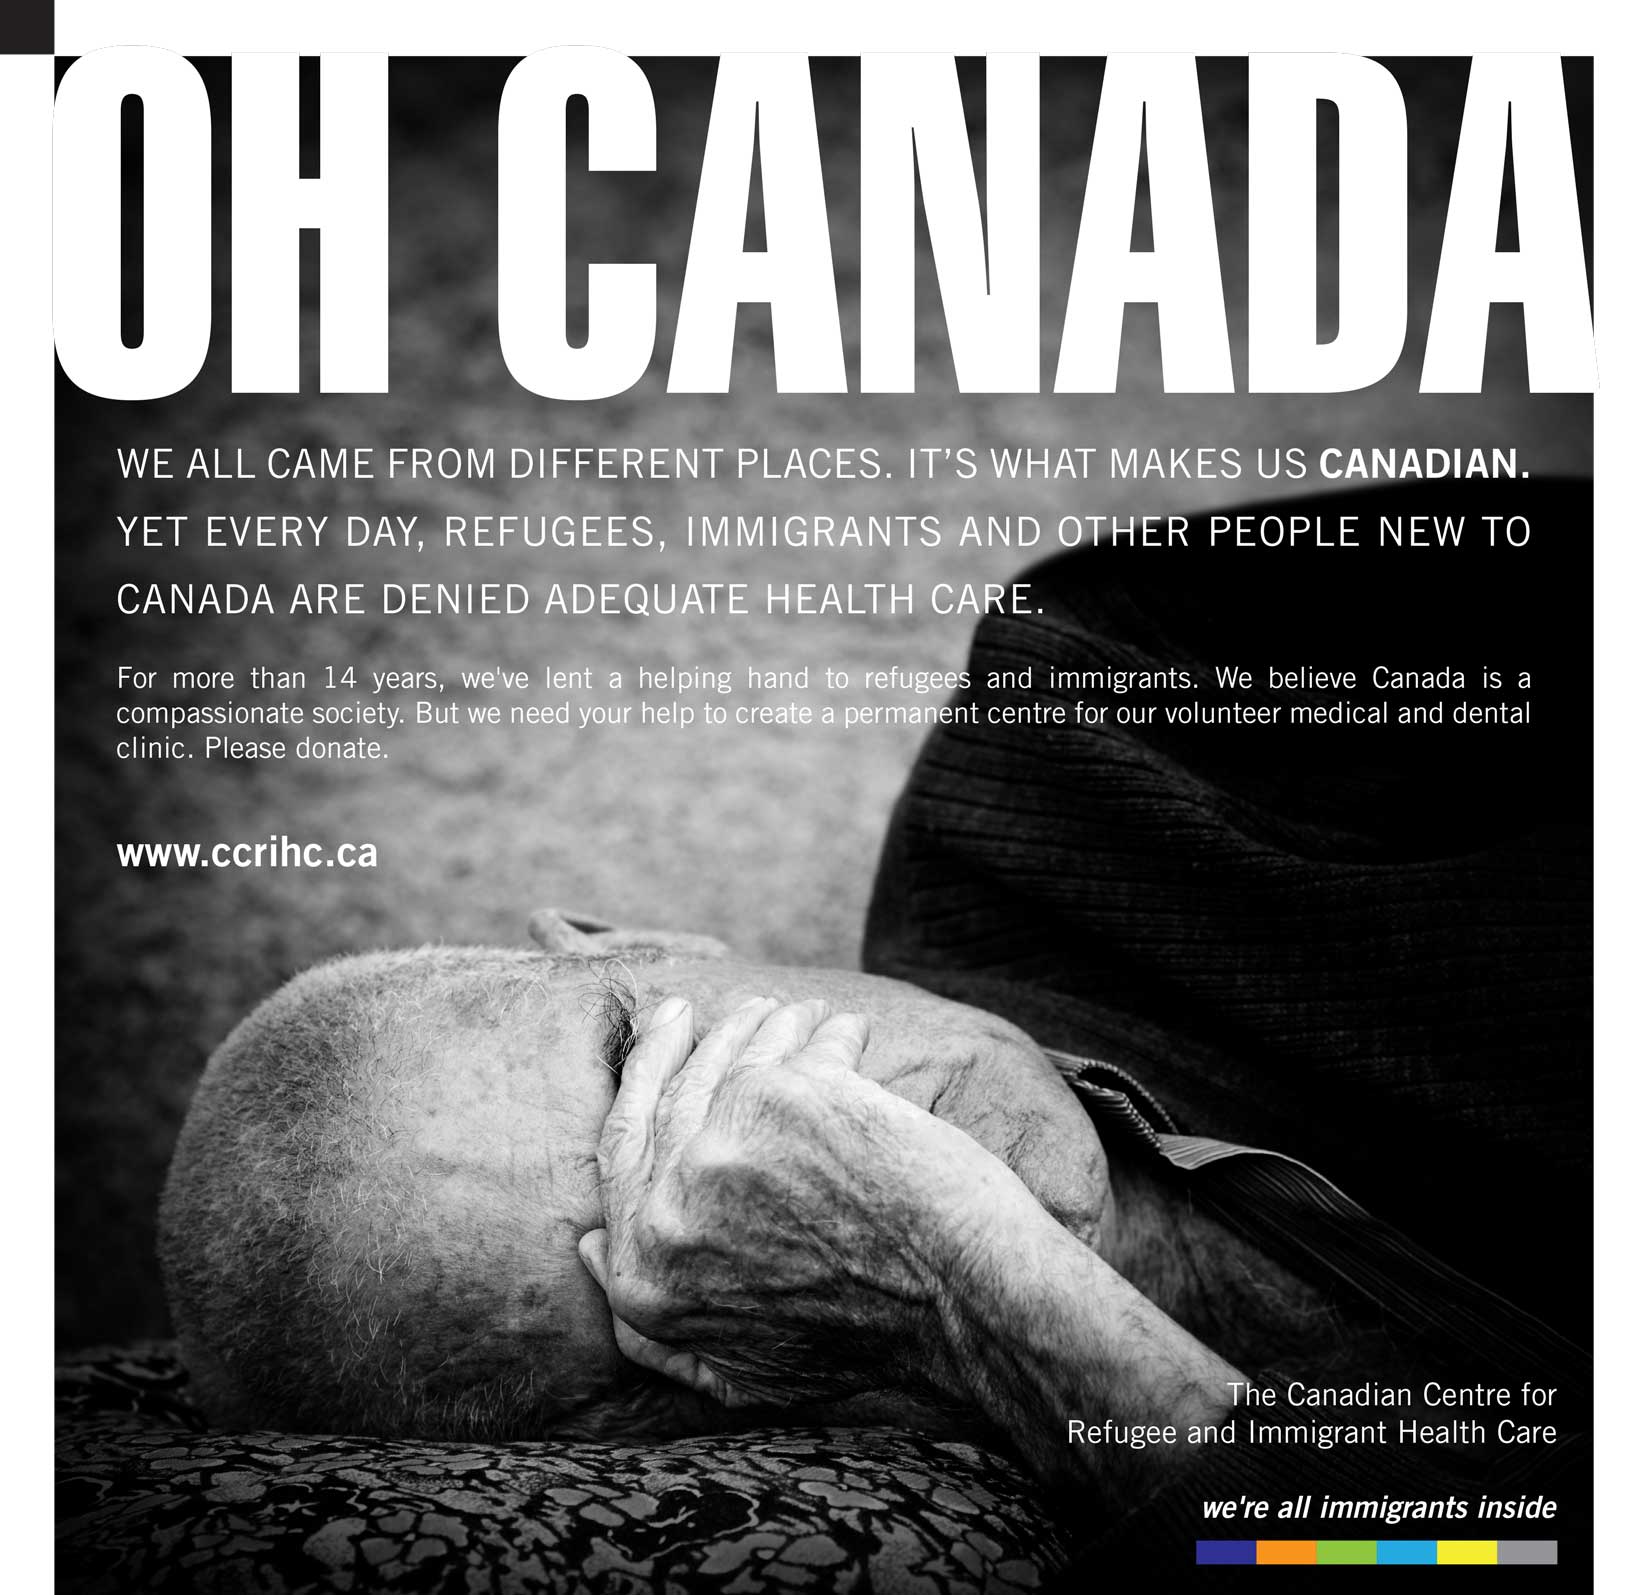 OH CANADA
WE ALL CAME FROM DIFFERENT PLACES. IT’S WHAT MAKES US CANADIAN.
YET EVERY DAY, REFUGEES, IMMIGRANTS AND OTHER PEOPLE NEW TO
CANADA ARE DENIED ADEQUATE HEALTH CARE.
For more than 14 years, we've lent a helping hand to refugees and immigrants. We believe Canada is a
compassionate society. But we need your help to create a permanent centre for our volunteer medical and dental
clinic. Please donate.
www.ccrihc.ca
The Canadian Centre for
Refugee and Immigrant Health Care
we're all immigrants inside